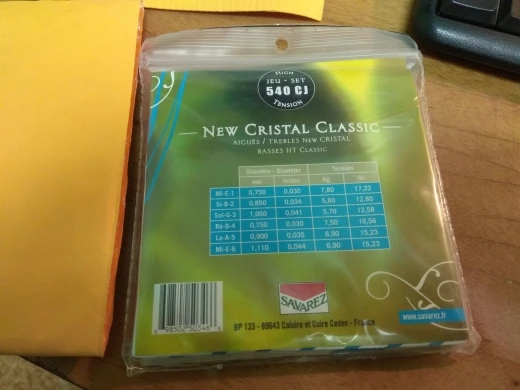 HIGH
JEU - SET
540 CJ
TENSION
NEW CRISTAL CLASSIC
AIGUËS / TREBLES NEW CRISTAL
BASSES HT CLASSIC
Diamètre - Diameter Tension
mm inches Kg lbs
MI-E-1 0,750 0,030 7,80 17,22
Si-B-2 0,850 0,034 5,80 12,80
Sol-G-3 1,050 0,041 5,70 12,58
Ré-D-4 0,750 0,030 7,50 16,56
La-A-5 0,900 0,035 6,90 15,23
Mi-E-6 1,110 0,044 6,90 15,23
SAVAREZ
www.savarez.fr
BP 133 - 69643 Caluire et Cuire Cedex - France